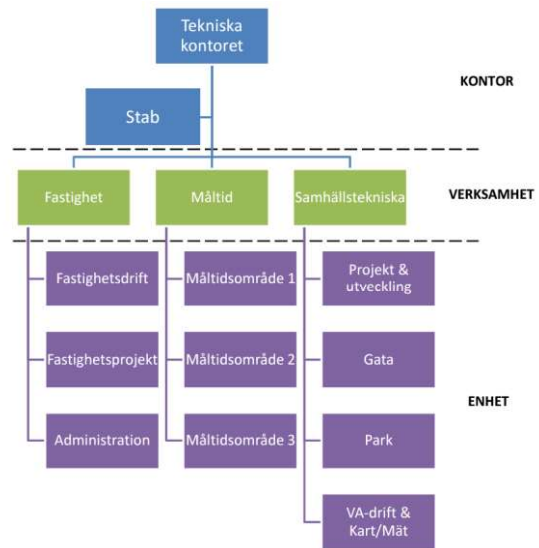 Tekniska
kontoret
KONTOR
Stab
Fastighet
Måltid
Samhällstekniska
VERKSAMHET
Fastighetsdrift
Måltidsområde 1
Projekt &
utveckling
Fastighetsprojekt
Måltidsområde 2
Gata
ENHET
Administration
Måltidsområde 3
Park
VA-drift &
Kart/Mät